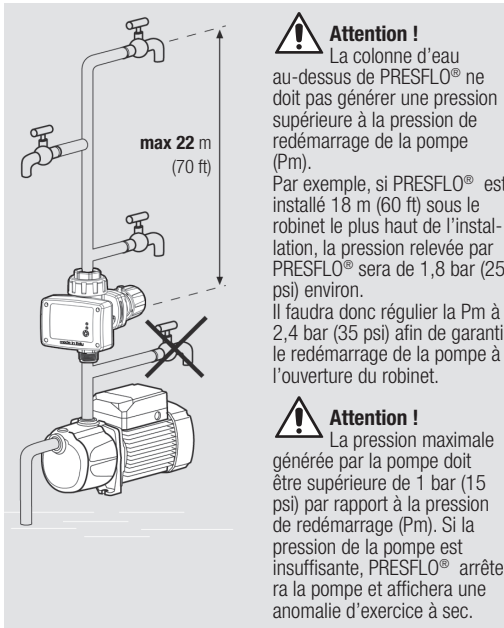 max 22 m
(70 ft)
made in Italy
Attention !
La colonne d’eau
au-dessus de PRESFLO® ne
doit pas générer une pression
supérieure à la pression de
redémarrage de la pompe
(Pm).
Par exemple, si PRESFLO® est
installé 18 m (60 ft) sous le
robinet le plus haut de l’instal-
lation, la pression relevée par
PRESFLO® sera de 1,8 bar (25
psi) environ.
Il faudra donc régulier la Pm à
2,4 bar (35 psi) afin de garanti
le redémarrage de la pompe à
l’ouverture du robinet.
Attention !
La pression maximale
générée par la pompe doit
être supérieure de 1 bar (15
psi) par rapport à la pression
de redémarrage (Pm). Si la
pression de la pompe est
insuffisante, PRESFLO® arrête
ra la pompe et affichera une
anomalie d’exercice à sec.